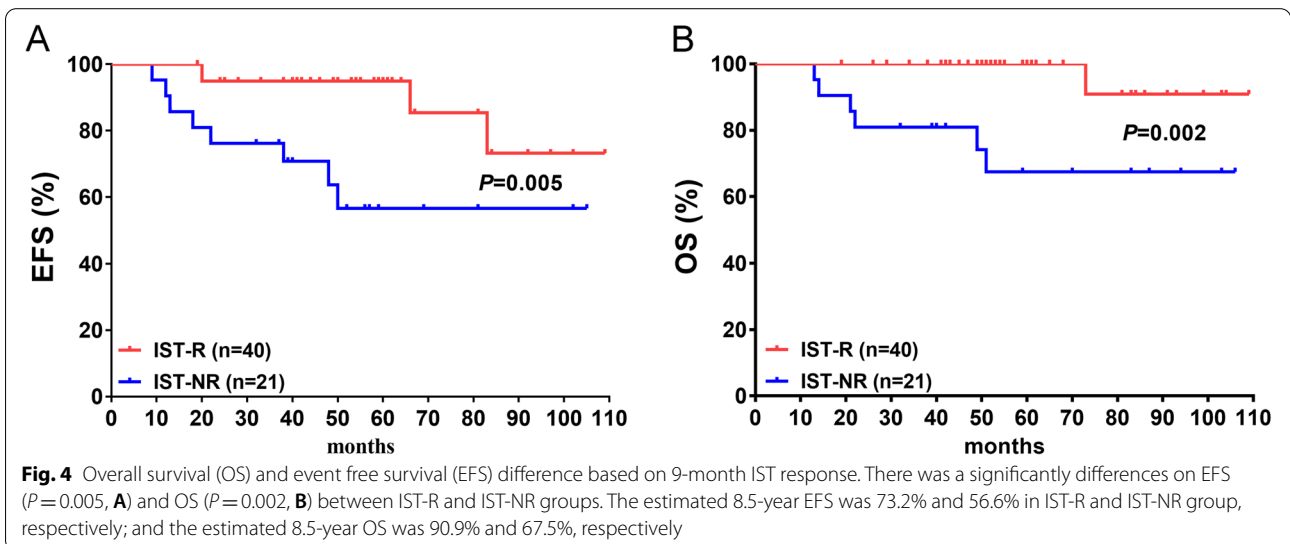 A
EFS (%)
100
80
60
40
20
0
P=0.005
IST-R (n=40)
IST-NR (n=21)
0 10 20 30 40 50 60 70 80 90 100 110
months
B
OS (%)
100
80
60
40
20
0
P=0.002
IST-R (n=40)
IST-NR (n=21)
0 10 20 30 40 50 60 70 80 90 100 110
months
Fig. 4 Overall survival (OS) and event free survival (EFS) difference based on 9-month IST response. There was a significantly differences on EFS
(P = 0.005, A) and OS (P = 0.002, B) between IST-R and IST-NR groups. The estimated 8.5-year EFS was 73.2% and 56.6% in IST-R and IST-NR group,
respectively; and the estimated 8.5-year OS was 90.9% and 67.5%, respectively